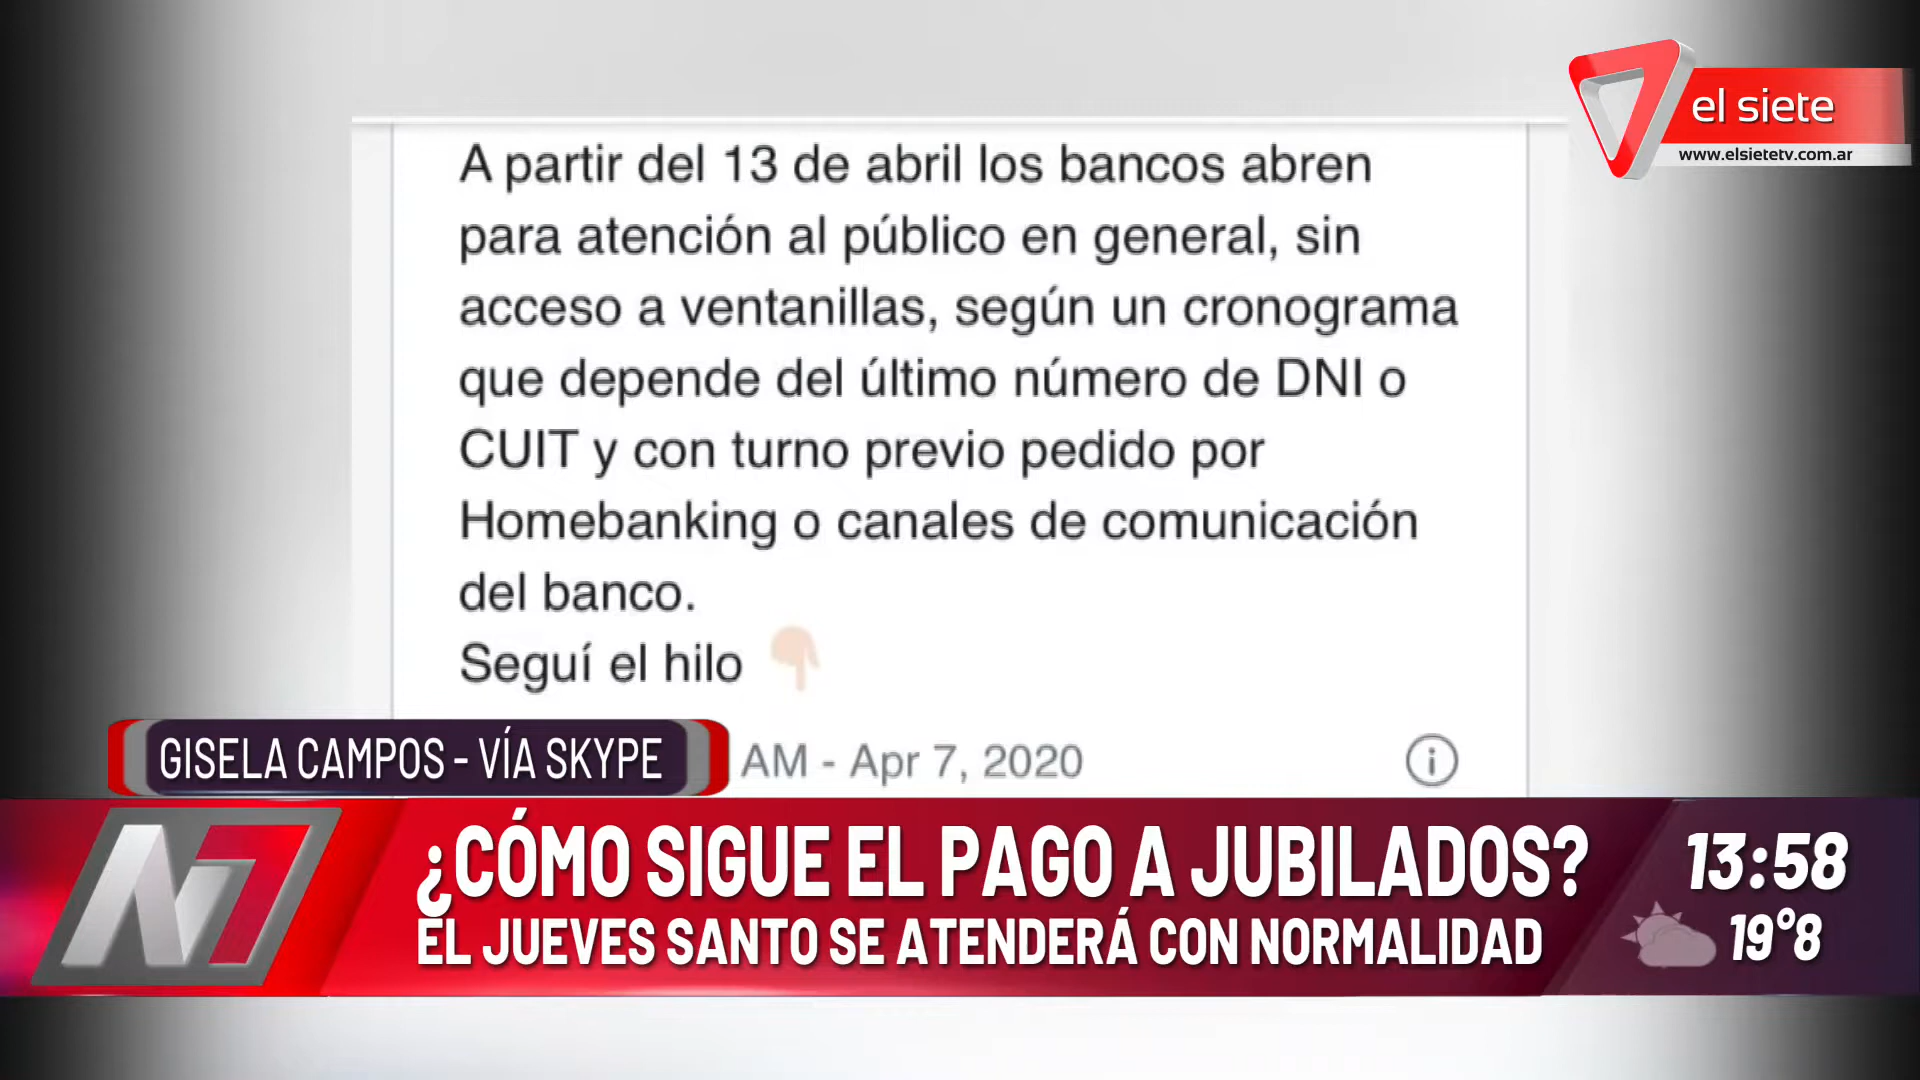 el siete
www.elsietetv.com.ar
A partir del 13 de abril los bancos abren
para atención al público en general, sin
acceso a ventanillas, según un cronograma
que depende del último número de DNI o
CUIT y con turno previo pedido por
Homebanking o canales de comunicación
del banco.
Seguí el hilo 👇🏻
GISELA CAMPOS - VÍA SKYPE
AM - Apr 7, 2020
N7
¿CÓMO SIGUE EL PAGO A JUBILADOS?
EL JUEVES SANTO SE ATENDERÁ CON NORMALIDAD
13:58
19°8